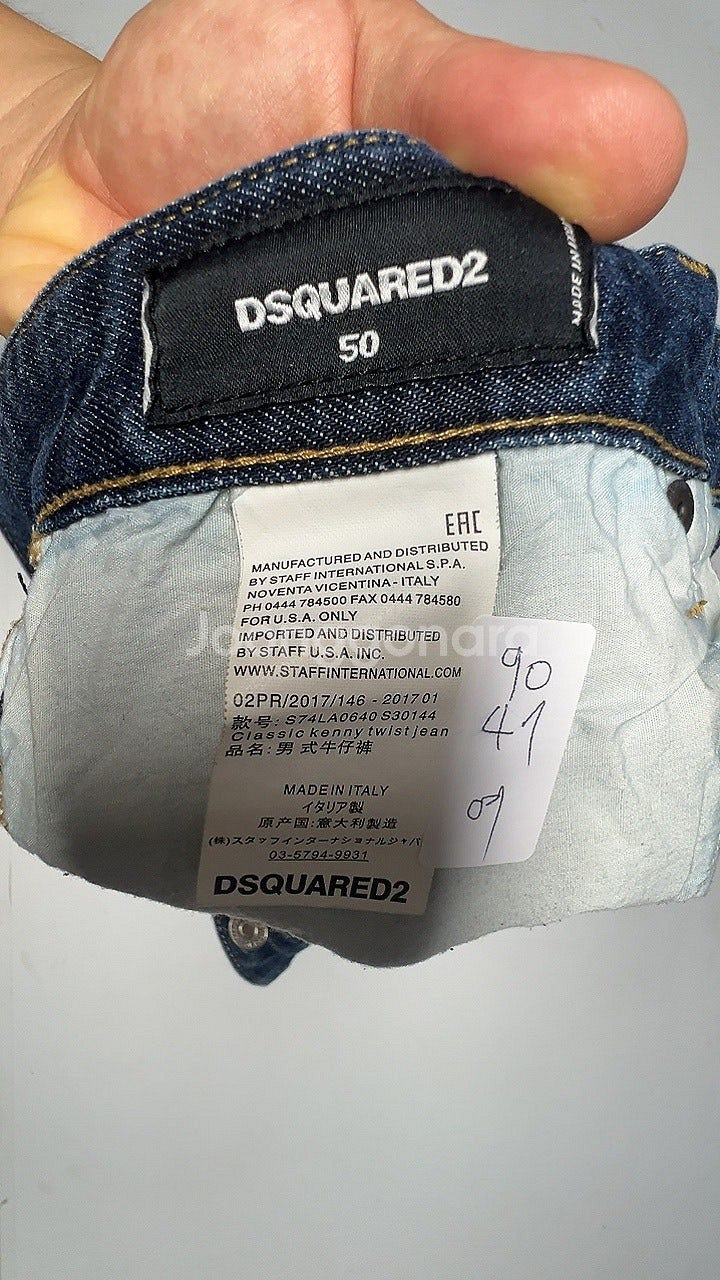 DSQUARED2
50
MADE IN
EAC
MANUFACTURED AND DISTRIBUTED
BY STAFF INTERNATIONAL S.P.A.
NOVENTA VICENTINA - ITALY
PH 0444 784500 FAX 0444 784580
FOR U.S.A. ONLY
IMPORTED AND DISTRIBUTED
BY STAFF U.S.A. INC.
WWW.STAFFINTERNATIONAL.COM
02PR/2017/146 - 201701
款号: S74LA0640 S30144
Classic kenny twist jean
品名: 男 式牛仔裤
MADE IN ITALY
イタリア製
原产国:意大利製造
(株)スタッフインターナショナルジャパ
03-5794-9931
DSQUARED2
90
41
Joonggonara